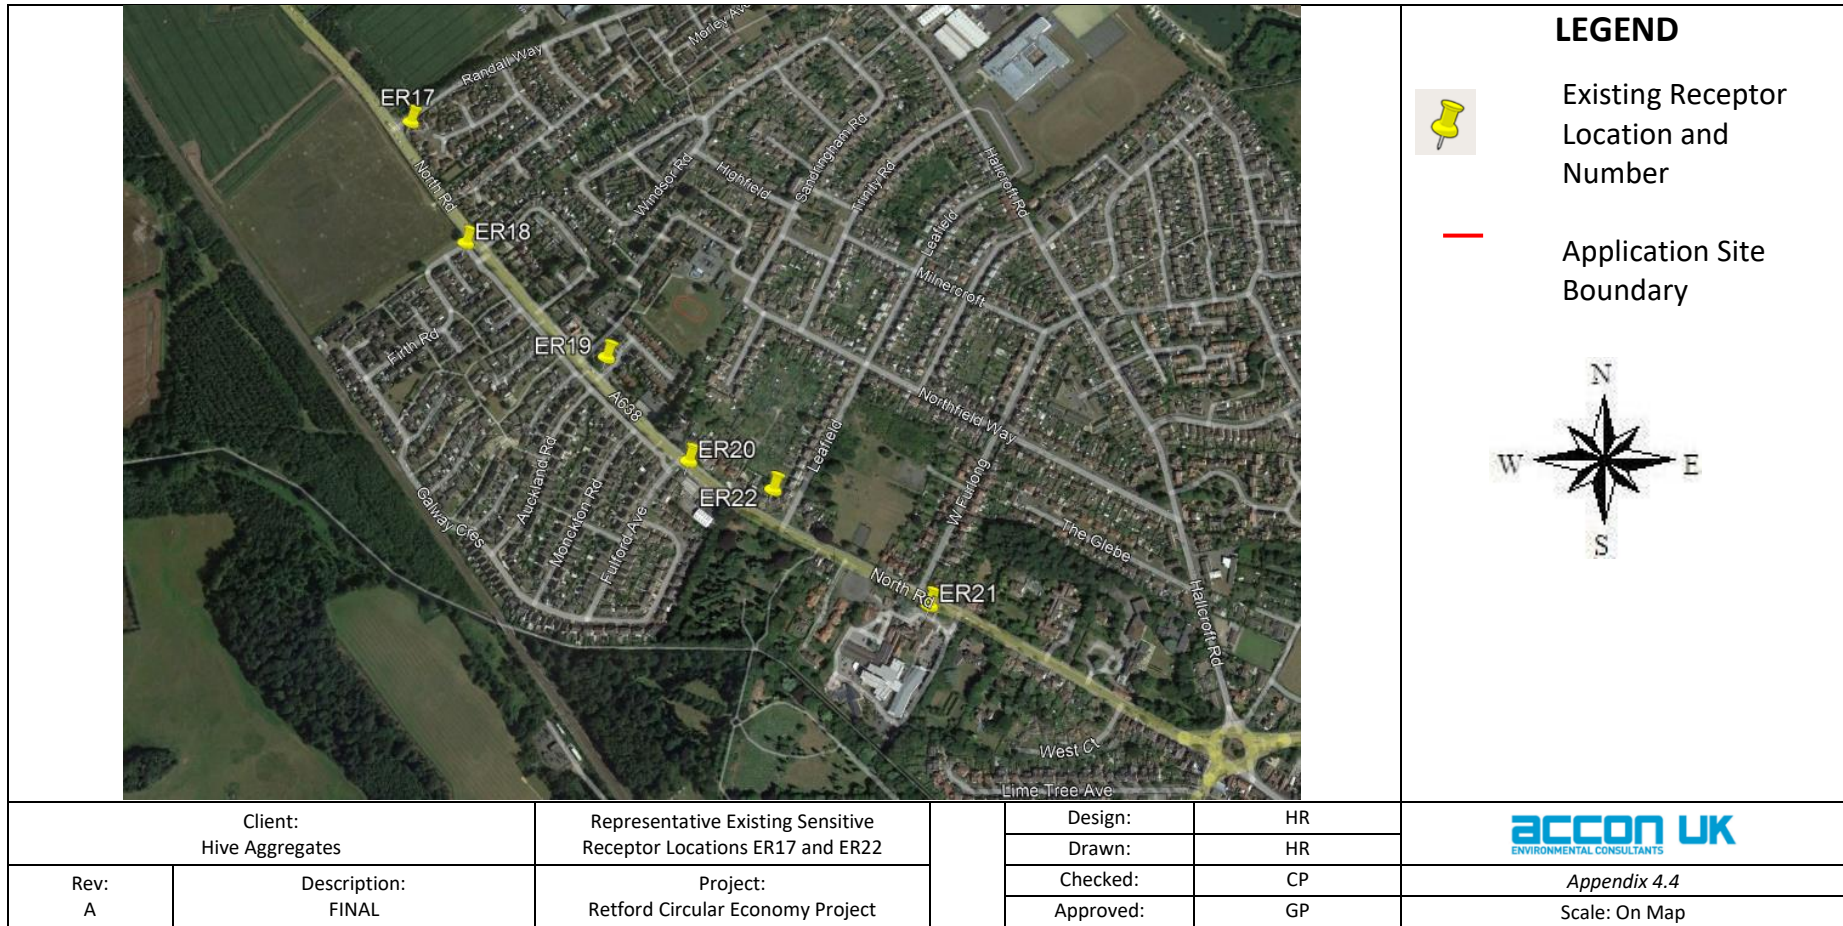 Randall Way
Morley Ave
ER17
North Rd
Windsor Rd
Highfield
Sandringham Rd
Trinity Rd
Hallcroft Rd
ER18
Leafield
Milnercroft
Firth Rd
ER19
A638
Northfield Way
Auckland Rd
ER20
Leafield
ER22
Galway Cres
Monckton Rd
Fulford Ave
W Furlong
The Glebe
North Rd
ER21
Hallcroft Rd
West Ct
Lime Tree Ave
LEGEND
Existing Receptor
Location and
Number
Application Site
Boundary
N
W
E
S
Client:
Hive Aggregates
Representative Existing Sensitive
Receptor Locations ER17 and ER22
Rev:
A
Description:
FINAL
Project:
Retford Circular Economy Project
Design:
HR
Drawn:
HR
Checked:
CP
Approved:
GP
accon UK
ENVIRONMENTAL CONSULTANTS
Appendix 4.4
Scale: On Map